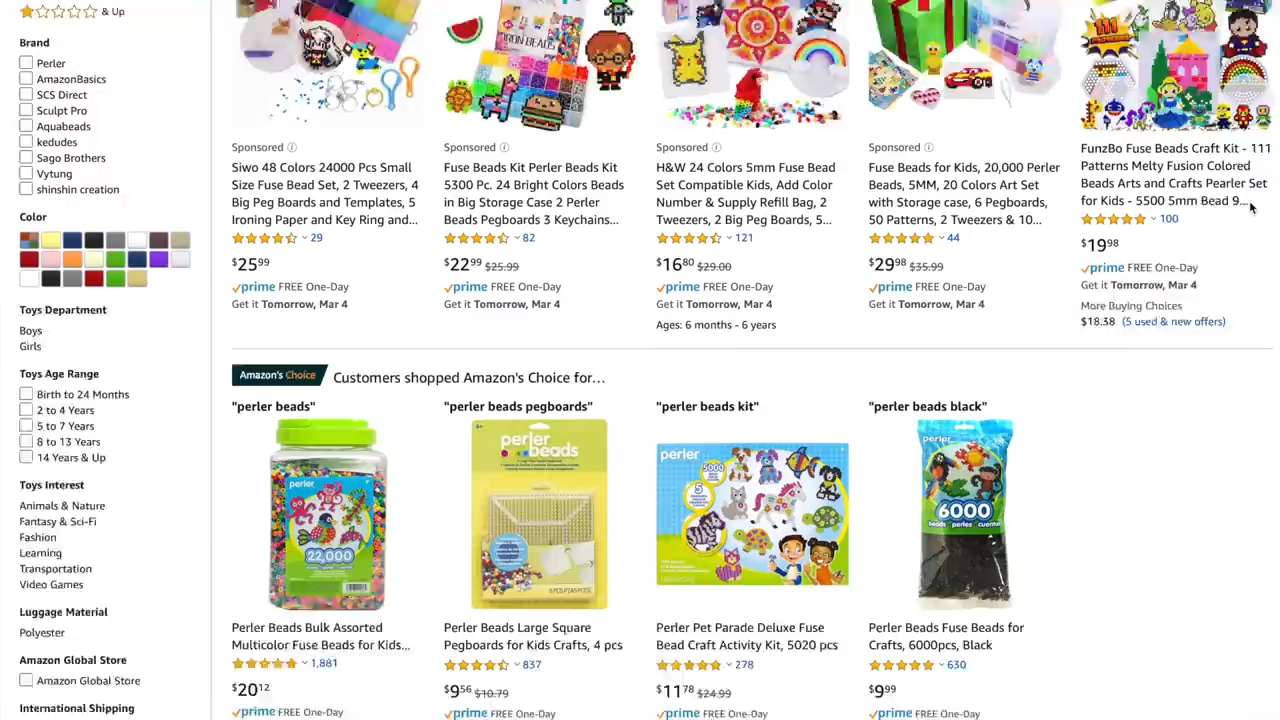 & Up
Brand
Perler
AmazonBasics
SCS Direct
Sculpt Pro
Aquabeads
kedudes
Sago Brothers
Vytung
shinshin creation
Color
Toys Department
Boys
Girls
Toys Age Range
Birth to 24 Months
2 to 4 Years
5 to 7 Years
8 to 13 Years
14 Years & Up
Toys Interest
Animals & Nature
Fantasy & Sci-Fi
Fashion
Learning
Transportation
Video Games
Luggage Material
Polyester
Amazon Global Store
Amazon Global Store
International Shipping
IRON BEADS
Sponsored
Siwo 48 Colors 24000 Pcs Small
Size Fuse Bead Set, 2 Tweezers, 4
Big Peg Boards and Templates, 5
Ironing Paper and Key Ring and...
29
$2599
prime FREE One-Day
Get it Tomorrow, Mar 4
Sponsored
Fuse Beads Kit Perler Beads Kit
5300 Pc. 24 Bright Colors Beads
in Big Storage Case 2 Perler
Beads Pegboards 3 Keychains...
82
$2299 $25.99
prime FREE One-Day
Get it Tomorrow, Mar 4
Sponsored
H&W 24 Colors 5mm Fuse Bead
Set Compatible Kids, Add Color
Number & Supply Refill Bag, 2
Tweezers, 2 Big Peg Boards, 5...
121
$1680 $29.00
prime FREE One-Day
Get it Tomorrow, Mar 4
Ages: 6 months - 6 years
Sponsored
Fuse Beads for Kids, 20,000 Perler
Beads, 5MM, 20 Colors Art Set
with Storage case, 6 Pegboards,
50 Patterns, 2 Tweezers & 10...
44
$2998 $35.99
prime FREE One-Day
Get it Tomorrow, Mar 4
111
FunzBo Fuse Beads Craft Kit - 111
Patterns Melty Fusion Colored
Beads Arts and Crafts Pearler Set
for Kids - 5500 5mm Bead 9...
100
$1998
prime FREE One-Day
Get it Tomorrow, Mar 4
More Buying Choices
$18.38 (5 used & new offers)
Amazon's Choice Customers shopped Amazon's Choice for…
"perler beads"
perler
22,000
Perler Beads Bulk Assorted
Multicolor Fuse Beads for Kids...
1,881
$2012
prime FREE One-Day
"perler beads pegboards"
perler
beads
Perler Beads Large Square
Pegboards for Kids Crafts, 4 pcs
837
$956 $10.79
prime FREE One-Day
"perler beads kit"
perler
5000
5
Perler Pet Parade Deluxe Fuse
Bead Craft Activity Kit, 5020 pcs
278
$1178 $24.99
prime FREE One-Day
"perler beads black"
perler
6000
beads perles cuentas
Perler Beads Fuse Beads for
Crafts, 6000pcs, Black
630
$999
prime FREE One-Day